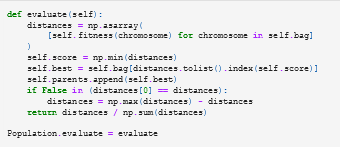 def evaluate(self):
    distances = np.asarray(
        [self.fitness(chromosome) for chromosome in self.bag]
    )
    self.score = np.min(distances)
    self.best = self.bag[distances.tolist().index(self.score)]
    self.parents.append(self.best)
    if False in (distances[0] == distances):
        distances = np.max(distances) - distances
    return distances / np.sum(distances)

Population.evaluate = evaluate